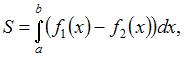 S = ∫_a^b (f₁(x) − f₂(x))dx,